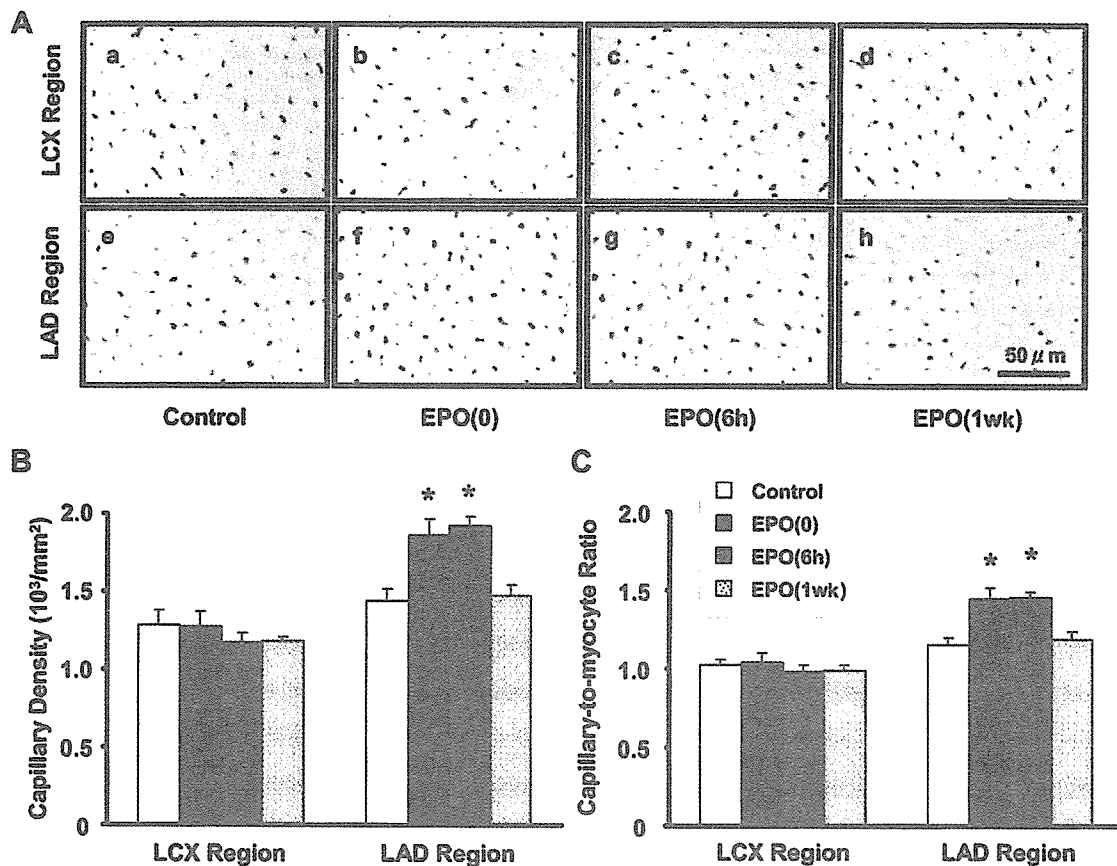 A
LCX Region
a
b
c
d
LAD Region
e
f
g
h
50 μm
Control
EPO(0)
EPO(6h)
EPO(1wk)
B
Capillary Density (10³/mm²)
2.0
1.5
1.0
0.5
0
* *
LCX Region
LAD Region
C
Capillary-to-myocyte Ratio
2.0
1.5
1.0
0.5
0
Control
EPO(0)
EPO(6h)
EPO(1wk)
* *
LCX Region
LAD Region